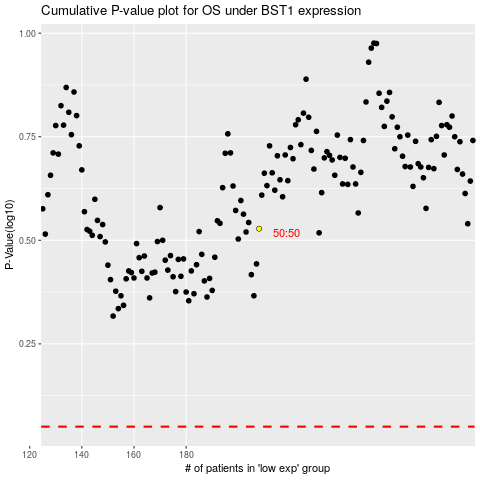 Cumulative P-value plot for OS under BST1 expression
P-Value(log10)
1.00
0.75
0.50
0.25
50:50
120 140 160 180
# of patients in 'low exp' group